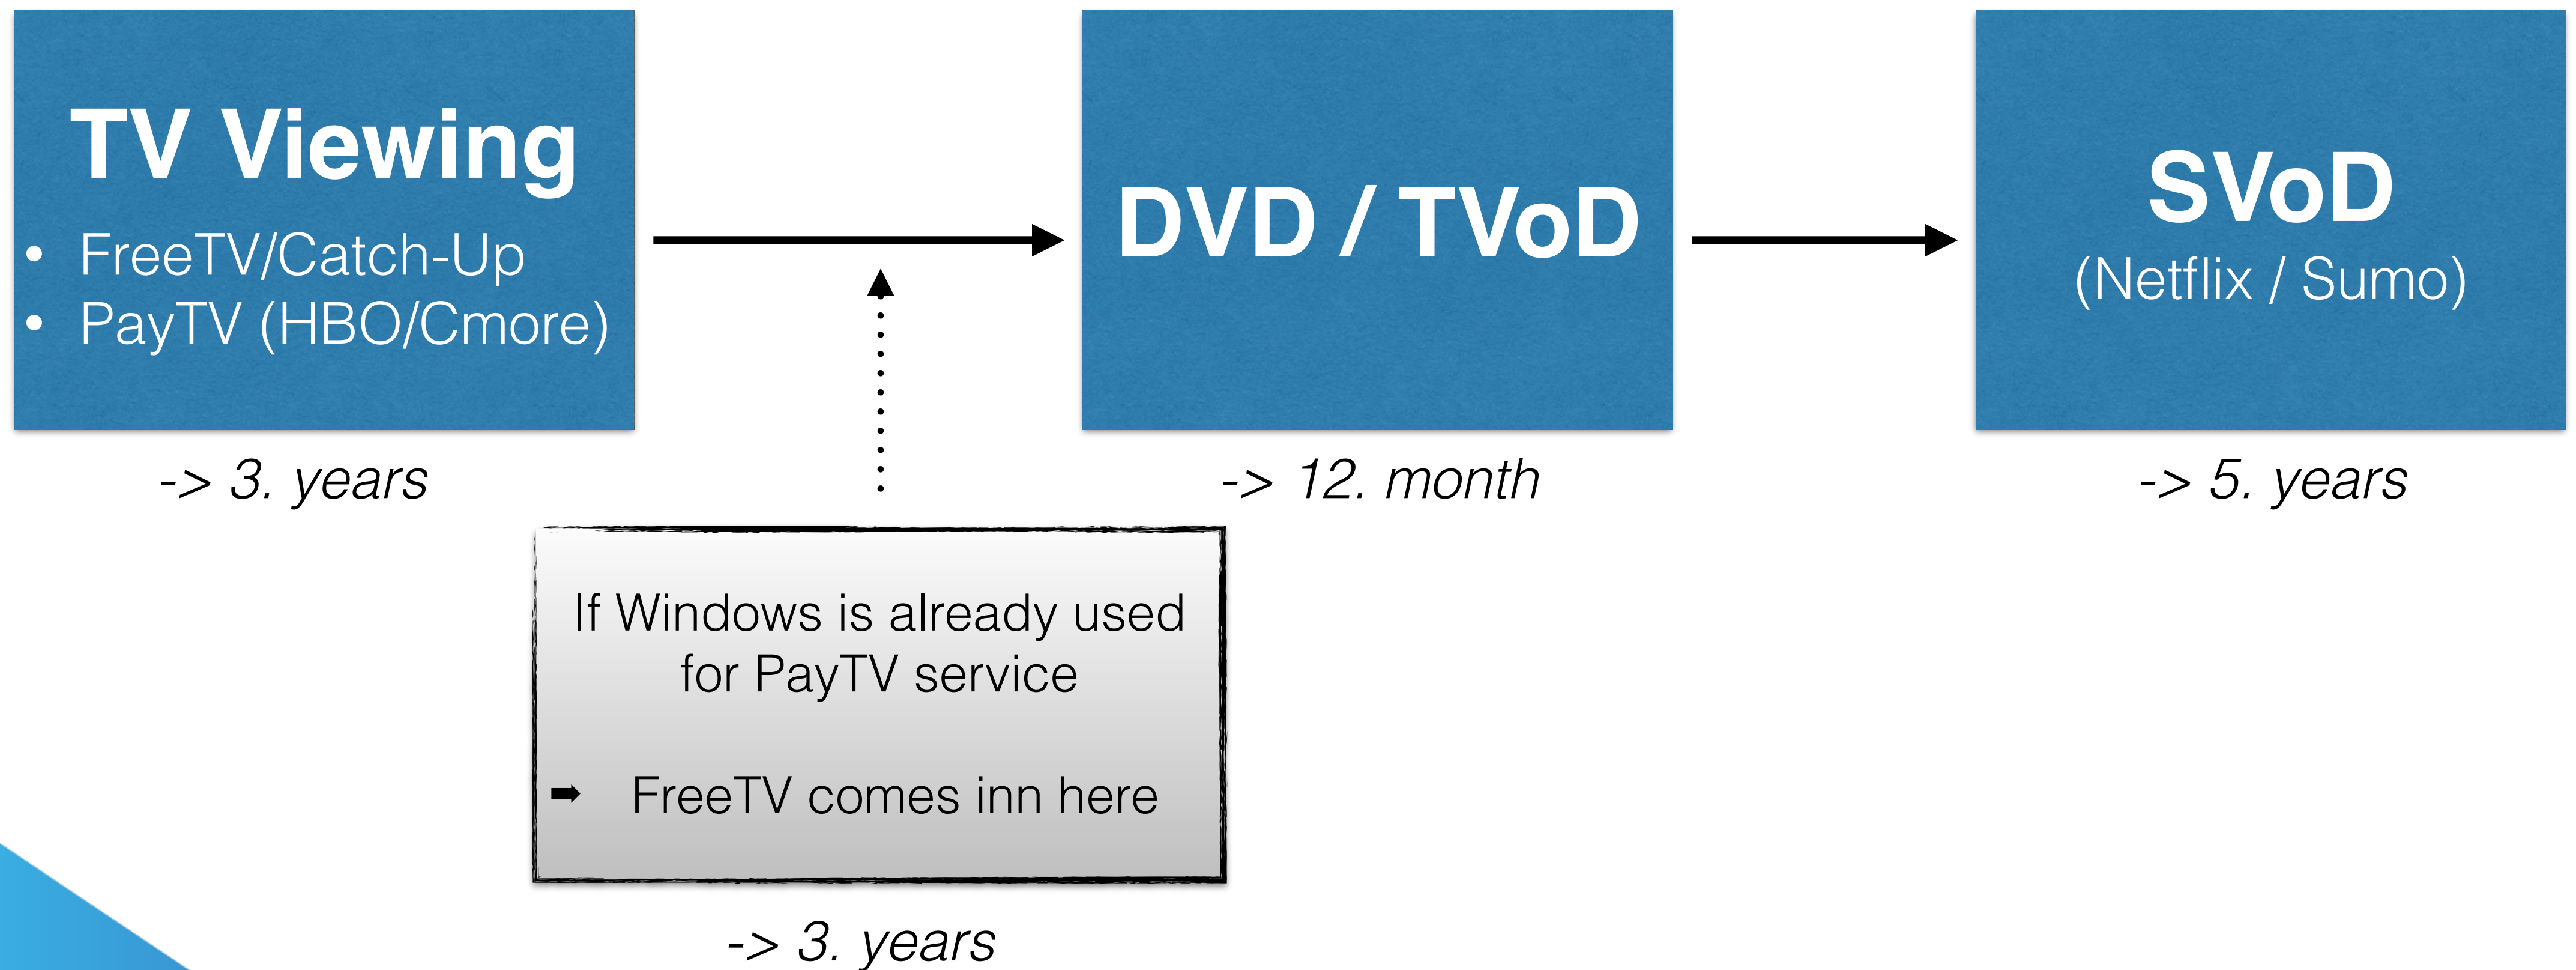 TV Viewing
• FreeTV/Catch-Up
• PayTV (HBO/Cmore)
-> 3. years
DVD / TVoD
-> 12. month
SVoD
(Netflix / Sumo)
-> 5. years
If Windows is already used
for PayTV service
➡ FreeTV comes inn here
-> 3. years